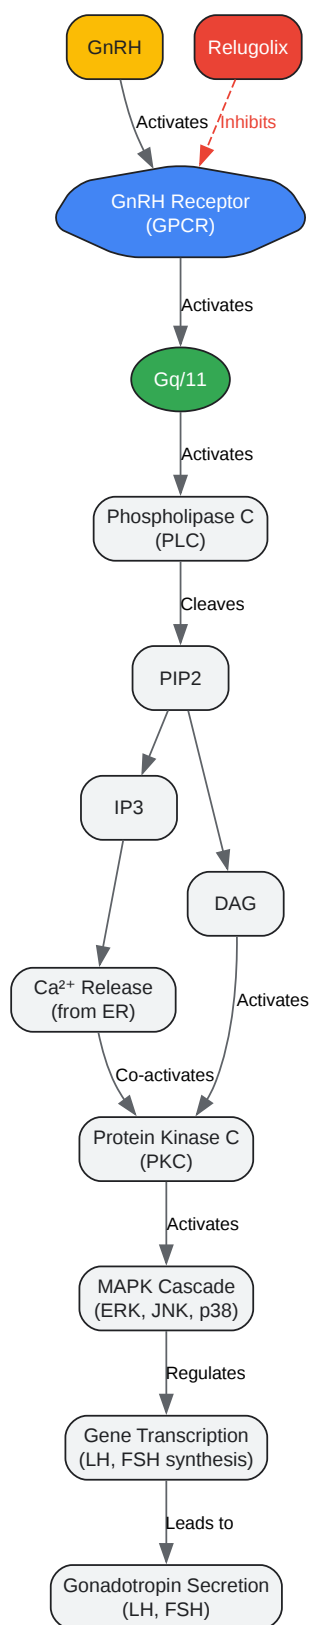 GnRH
Relugolix
Activates
Inhibits
GnRH Receptor
(GPCR)
Activates
Gq/11
Activates
Phospholipase C
(PLC)
Cleaves
PIP2
IP3
DAG
Ca²⁺ Release
(from ER)
Activates
Co-activates
Protein Kinase C
(PKC)
Activates
MAPK Cascade
(ERK, JNK, p38)
Regulates
Gene Transcription
(LH, FSH synthesis)
Leads to
Gonadotropin Secretion
(LH, FSH)